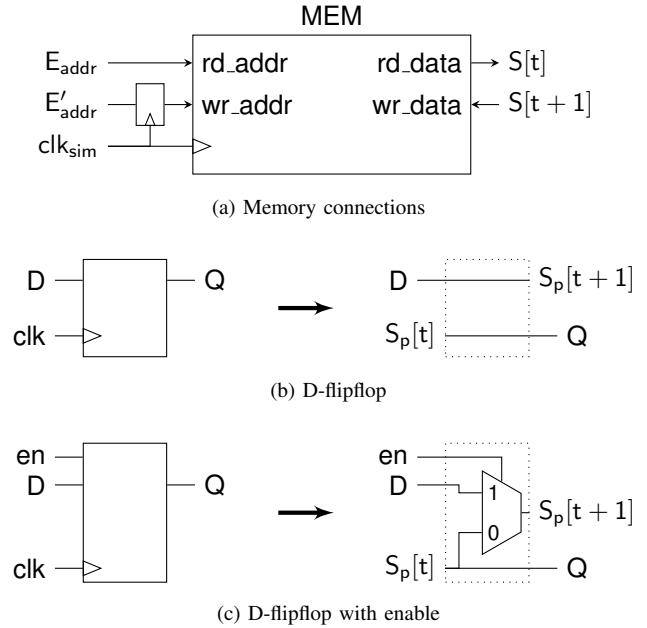 MEM
E_addr rd_addr rd_data S[t]
E′_addr wr_addr wr_data S[t + 1]
clk_sim
(a) Memory connections
D Q D S_p[t + 1]
clk S_p[t] Q
(b) D-flipflop
en en
D Q D 1 S_p[t + 1]
0
clk S_p[t] Q
(c) D-flipflop with enable